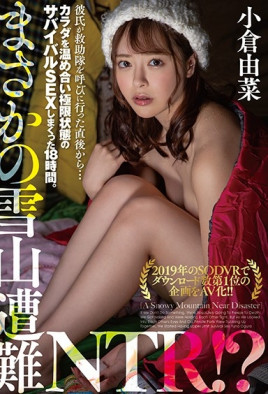 小倉由菜
彼氏が救助隊を呼びに行った直後から…
カラダを温め合い極限状態の
サバイバルSEXしまくった18時間。
まさかの雪山遭難NTR!?
2019年のSODVRで
ダウンロード数第1位の
企画をAV化!!
(A Snowy Mountain Near Disaster)